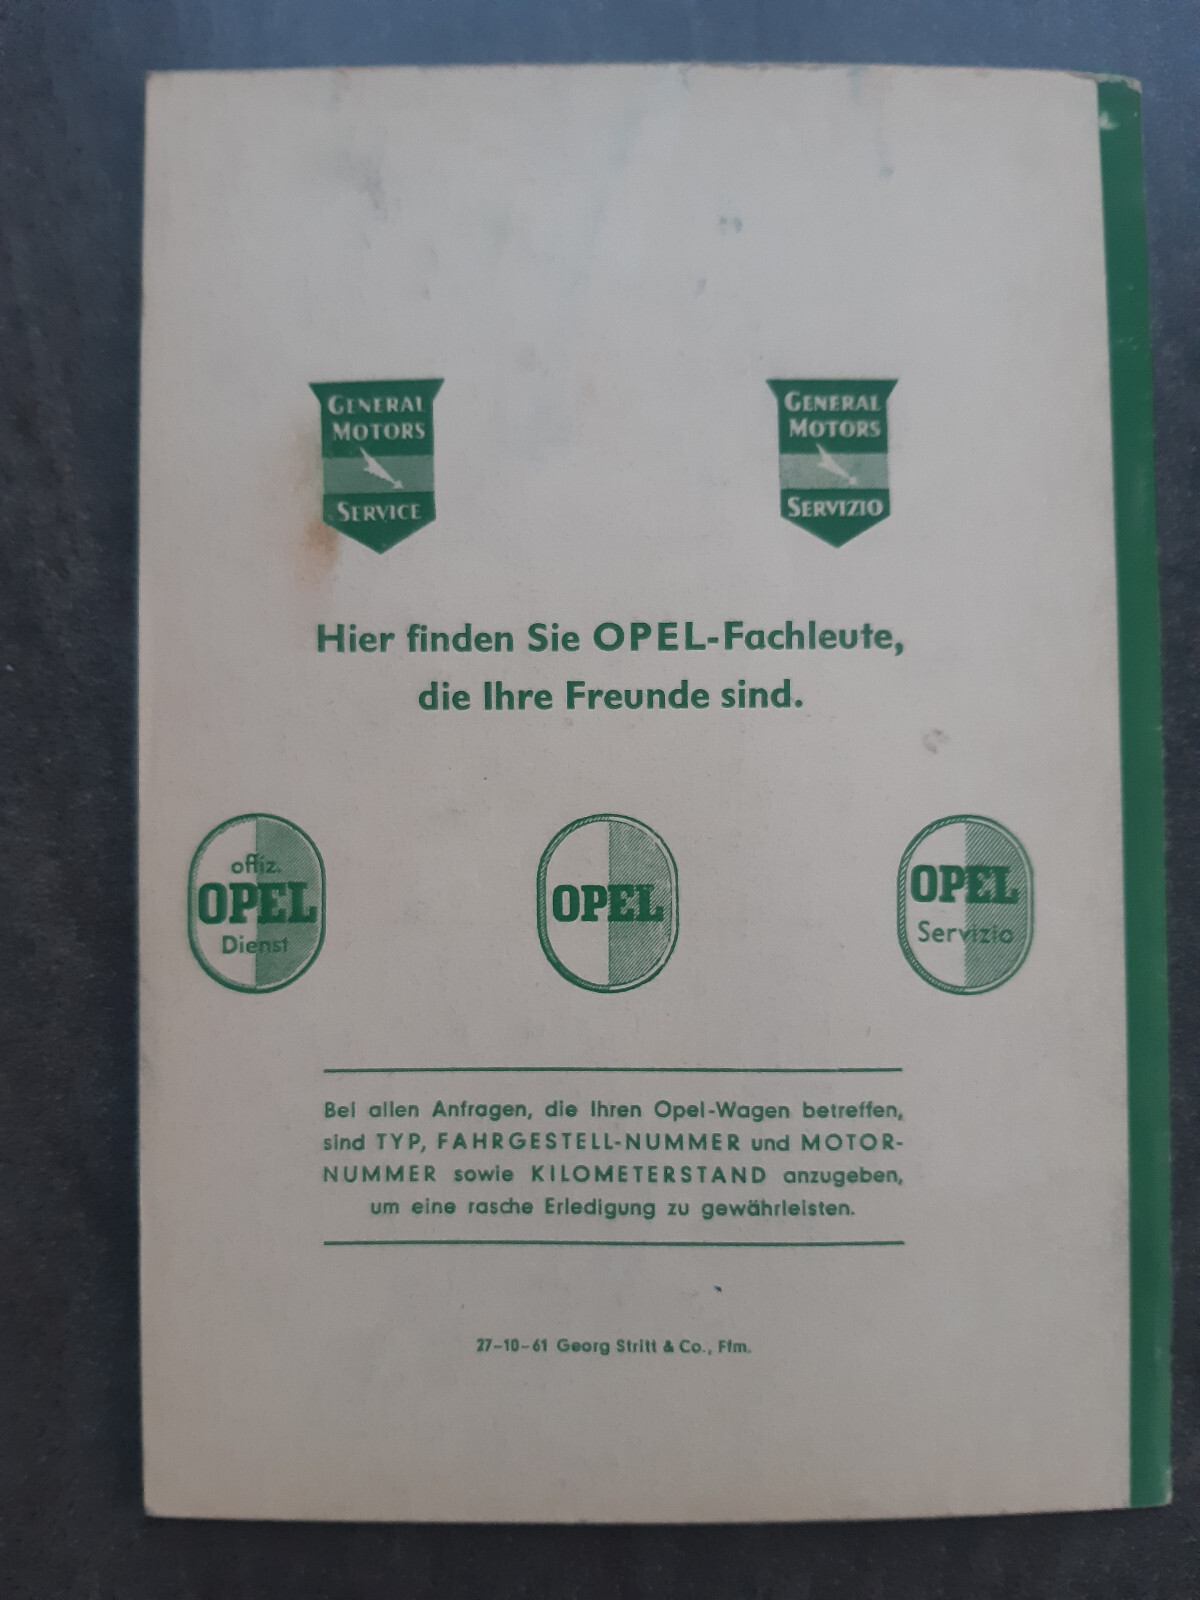 GENERAL
MOTORS
SERVICE
GENERAL
MOTORS
SERVIZIO
Hier finden Sie OPEL-Fachleute,
die Ihre Freunde sind.
offiz.
OPEL
Dienst
OPEL
OPEL
Servizio
Bei allen Anfragen, die Ihren Opel-Wagen betreffen,
sind TYP, FAHRGESTELL-NUMMER und MOTOR-
NUMMER sowie KILOMETERSTAND anzugeben,
um eine rasche Erledigung zu gewährleisten.
27-10-61 Georg Stritt & Co., Ffm.